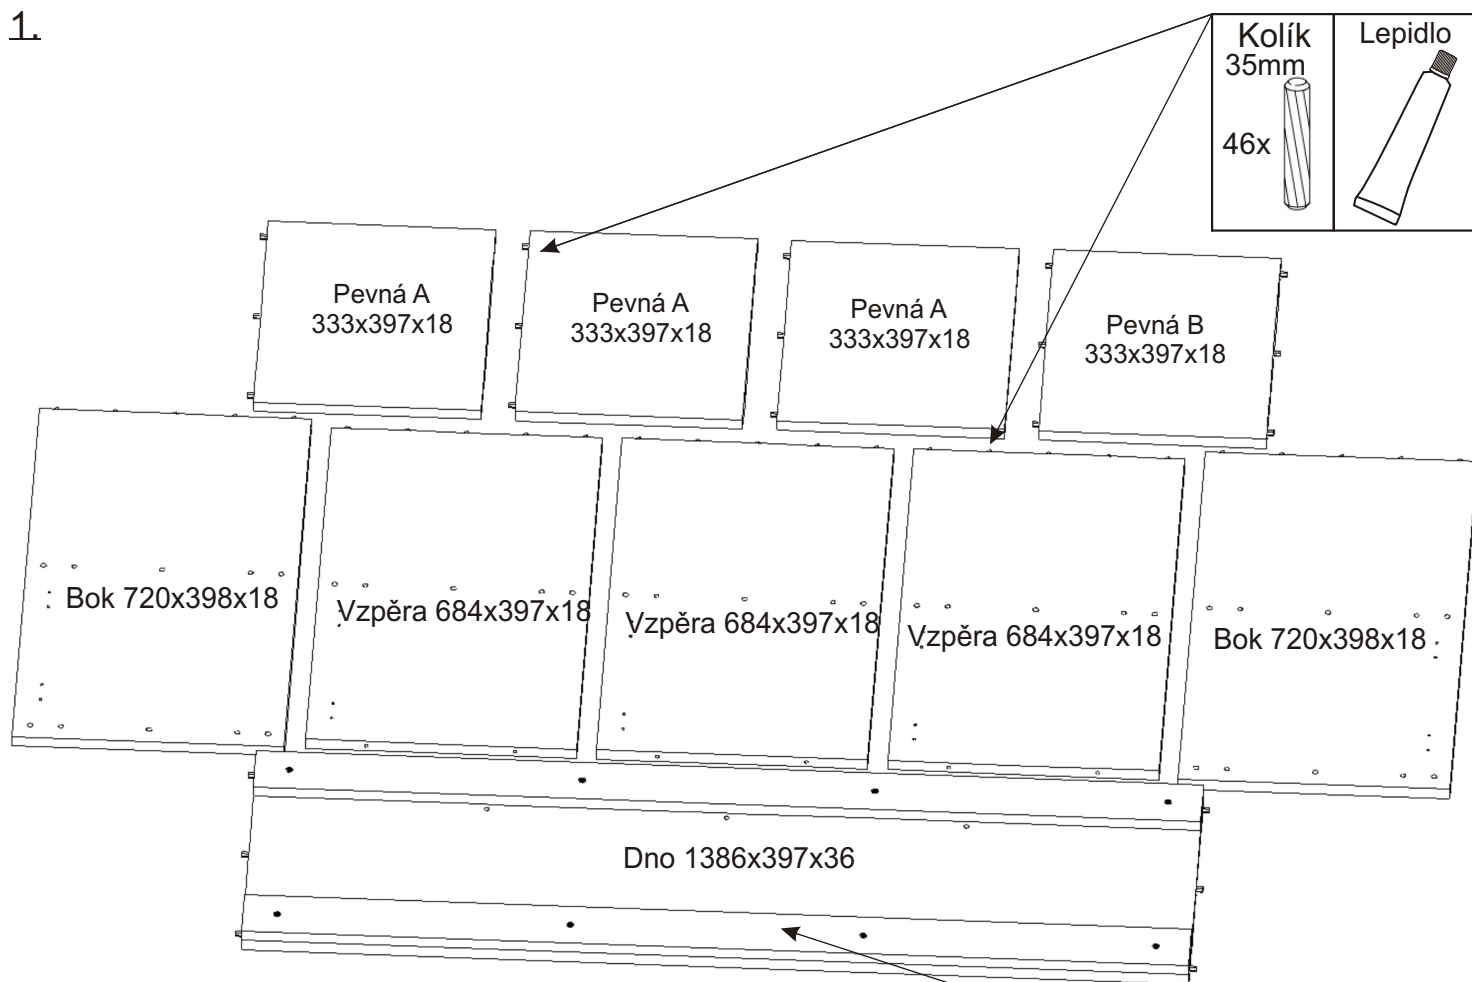 1.
Kolík
35mm
46x
Lepidlo
Pevná A
333x397x18
Pevná A
333x397x18
Pevná A
333x397x18
Pevná B
333x397x18
Bok 720x398x18
Vzpěra 684x397x18
Vzpěra 684x397x18
Vzpěra 684x397x18
Bok 720x398x18
Dno 1386x397x36